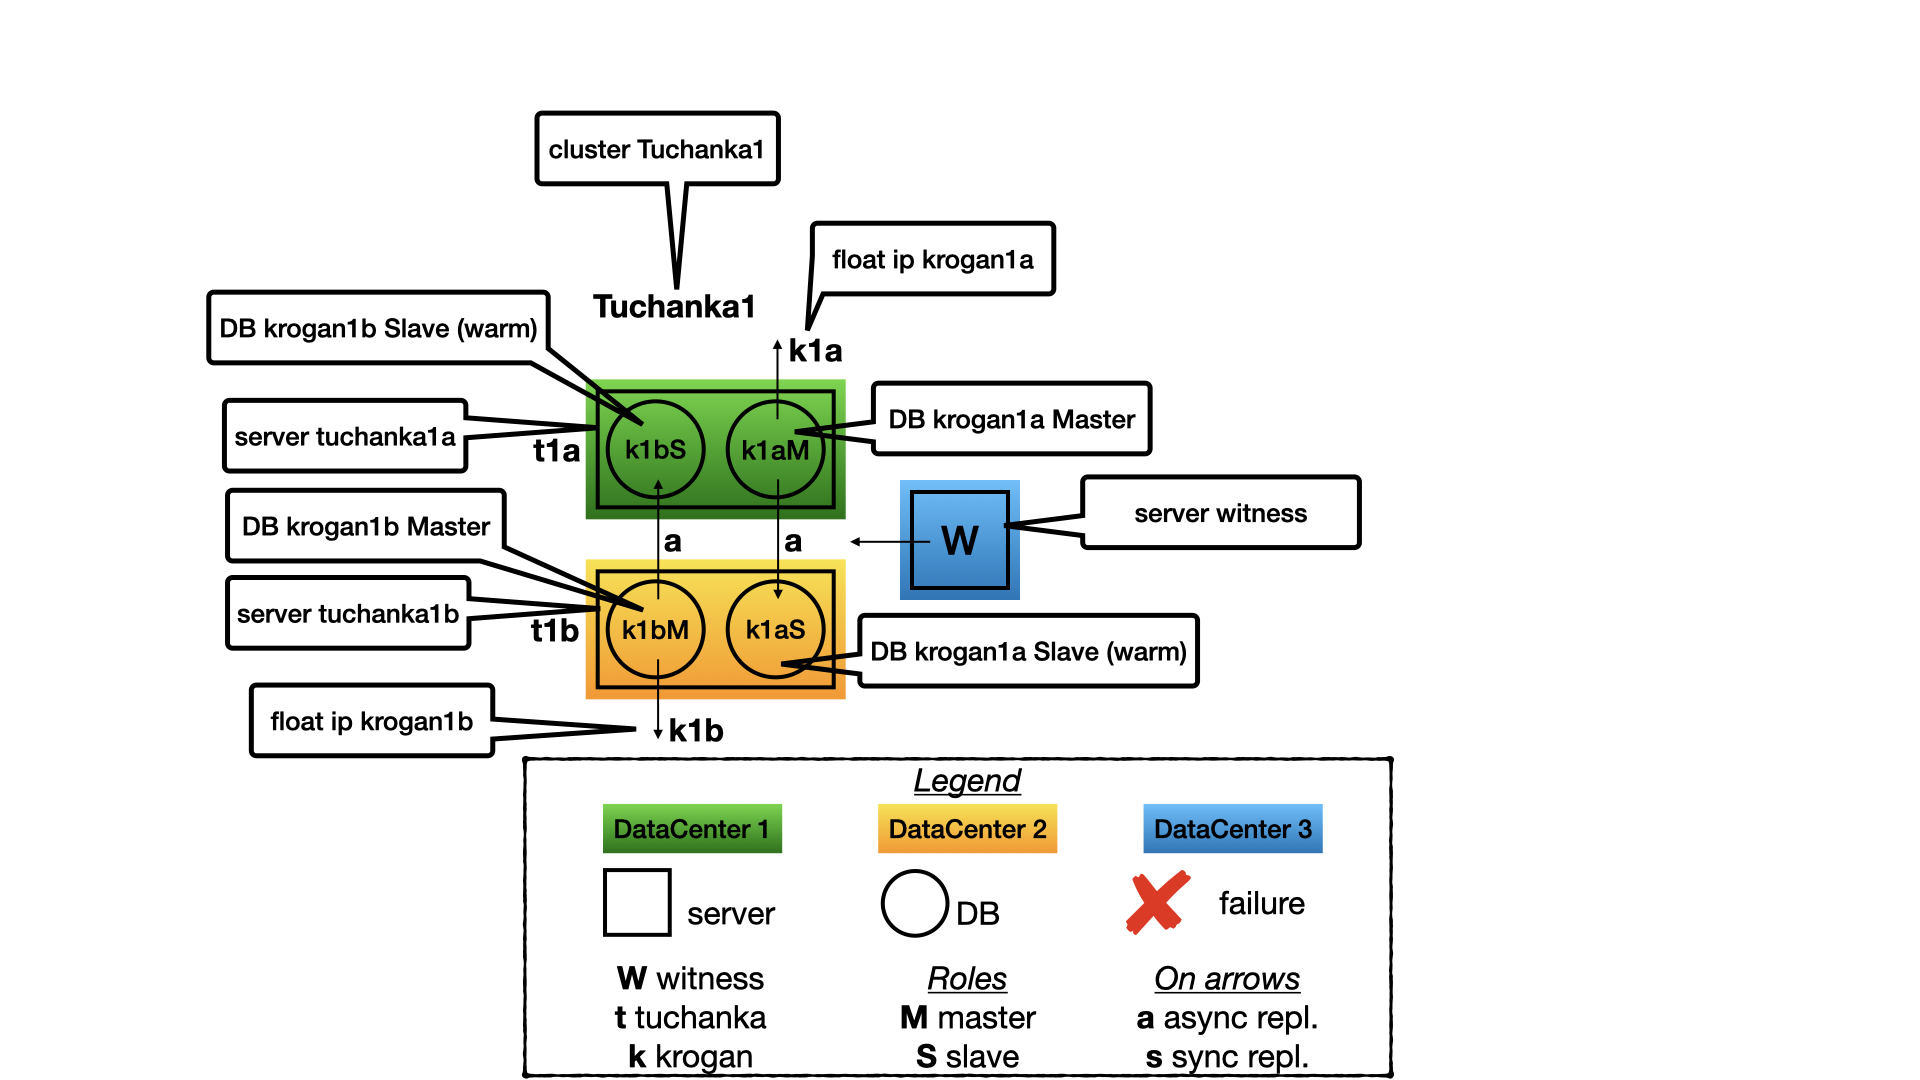 cluster Tuchanka1
float ip krogan1a
Tuchanka1
DB krogan1b Slave (warm)
k1a
server tuchanka1a
DB krogan1a Master
t1a
k1bS
k1aM
DB krogan1b Master
server witness
a
a
W
server tuchanka1b
t1b
k1bM
k1aS
DB krogan1a Slave (warm)
float ip krogan1b
k1b
Legend
DataCenter 1
DataCenter 2
DataCenter 3
server
DB
failure
W witness
Roles
On arrows
t tuchanka
M master
a async repl.
k krogan
S slave
s sync repl.